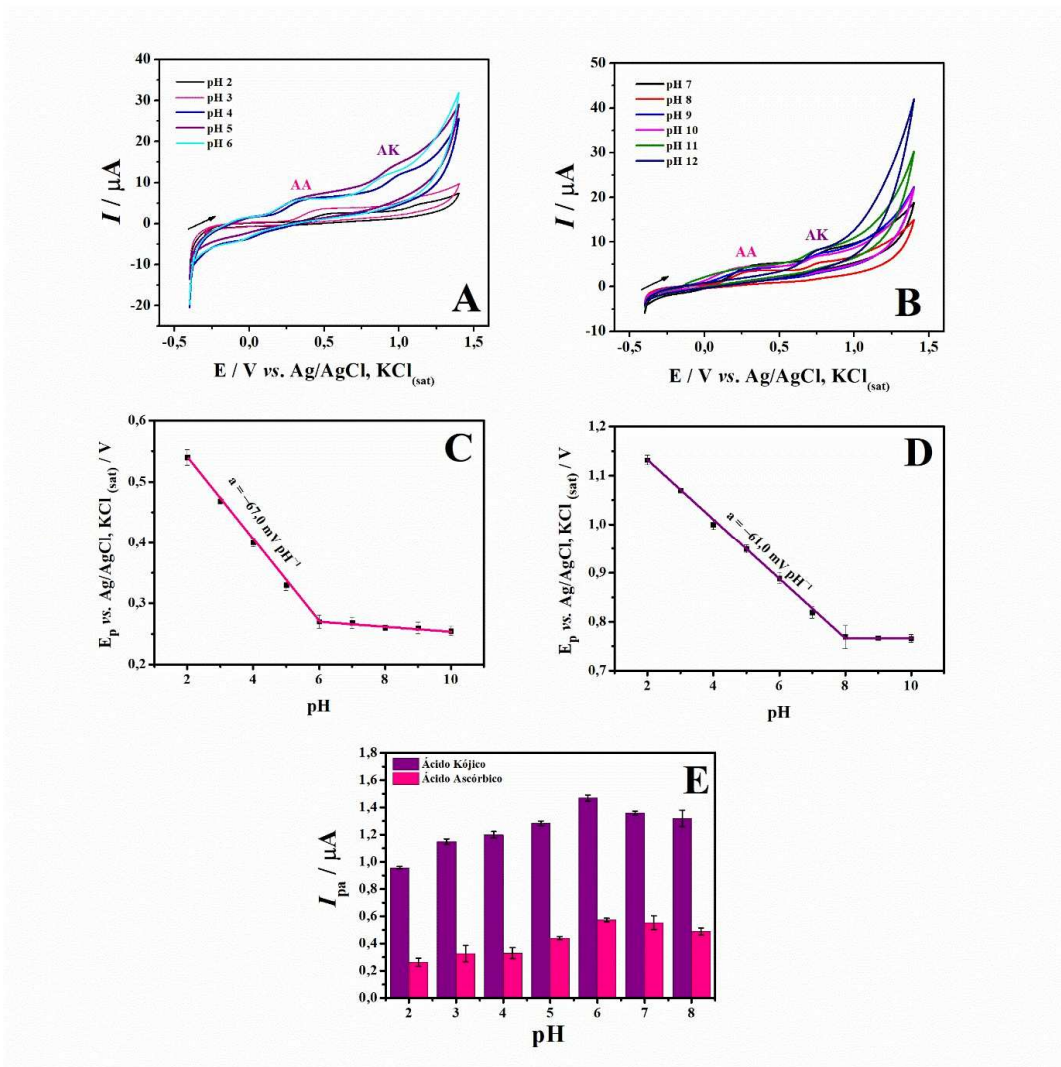 40
30
20
10
0
-10
-20
I / µA
pH 2
pH 3
pH 4
pH 5
pH 6
AA
AK
A
-0,5 0,0 0,5 1,0 1,5
E / V vs. Ag/AgCl, KCl(sat)
50
40
30
20
10
0
-10
I / µA
pH 7
pH 8
pH 9
pH 10
pH 11
pH 12
AA
AK
B
-0,5 0,0 0,5 1,0 1,5
E / V vs. Ag/AgCl, KCl(sat)
0,6
0,5
0,4
0,3
0,2
Ep vs. Ag/AgCl, KCl (sat) / V
C
a = –67,0 mV pH⁻¹
2 4 6 8 10
pH
1,2
1,1
1,0
0,9
0,8
0,7
Ep vs. Ag/AgCl, KCl (sat) / V
D
a = –61,0 mV pH⁻¹
2 4 6 8 10
pH
1,8
1,6
1,4
1,2
1,0
0,8
0,6
0,4
0,2
0,0
Ipa / µA
Ácido Kójico
Ácido Ascórbico
E
2 3 4 5 6 7 8
pH